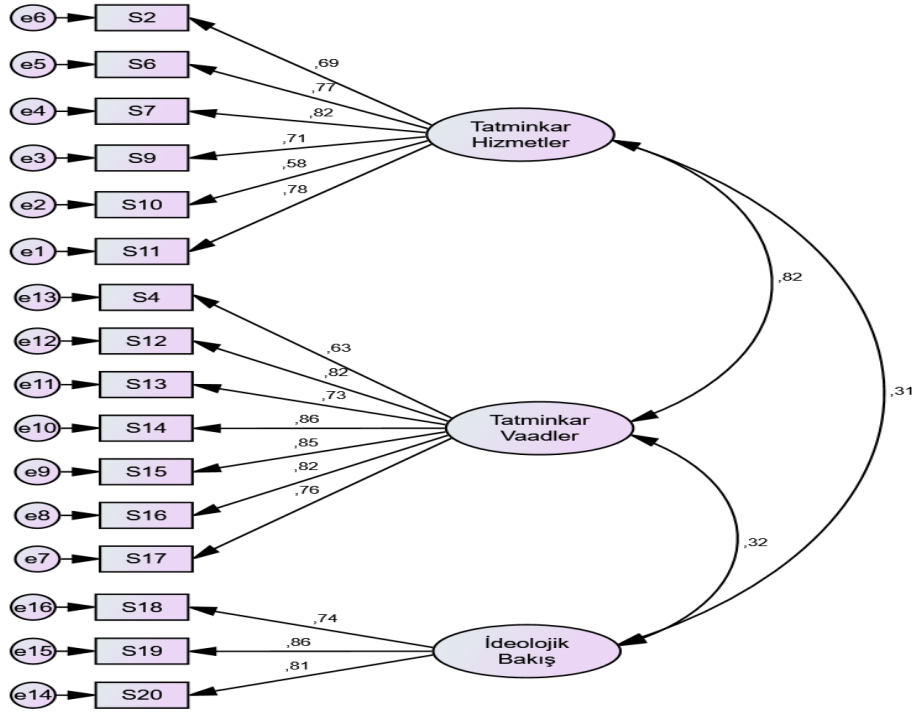 e6 S2
e5 S6
e4 S7
e3 S9
e2 S10
e1 S11
,69
,77
,82
,71
,58
,78
Tatminkar
Hizmetler
,82
,31
e13 S4
e12 S12
e11 S13
e10 S14
e9 S15
e8 S16
e7 S17
,63
,82
,73
,86
,85
,82
,76
Tatminkar
Vaadler
,32
e16 S18
e15 S19
e14 S20
,74
,86
,81
İdeolojik
Bakış